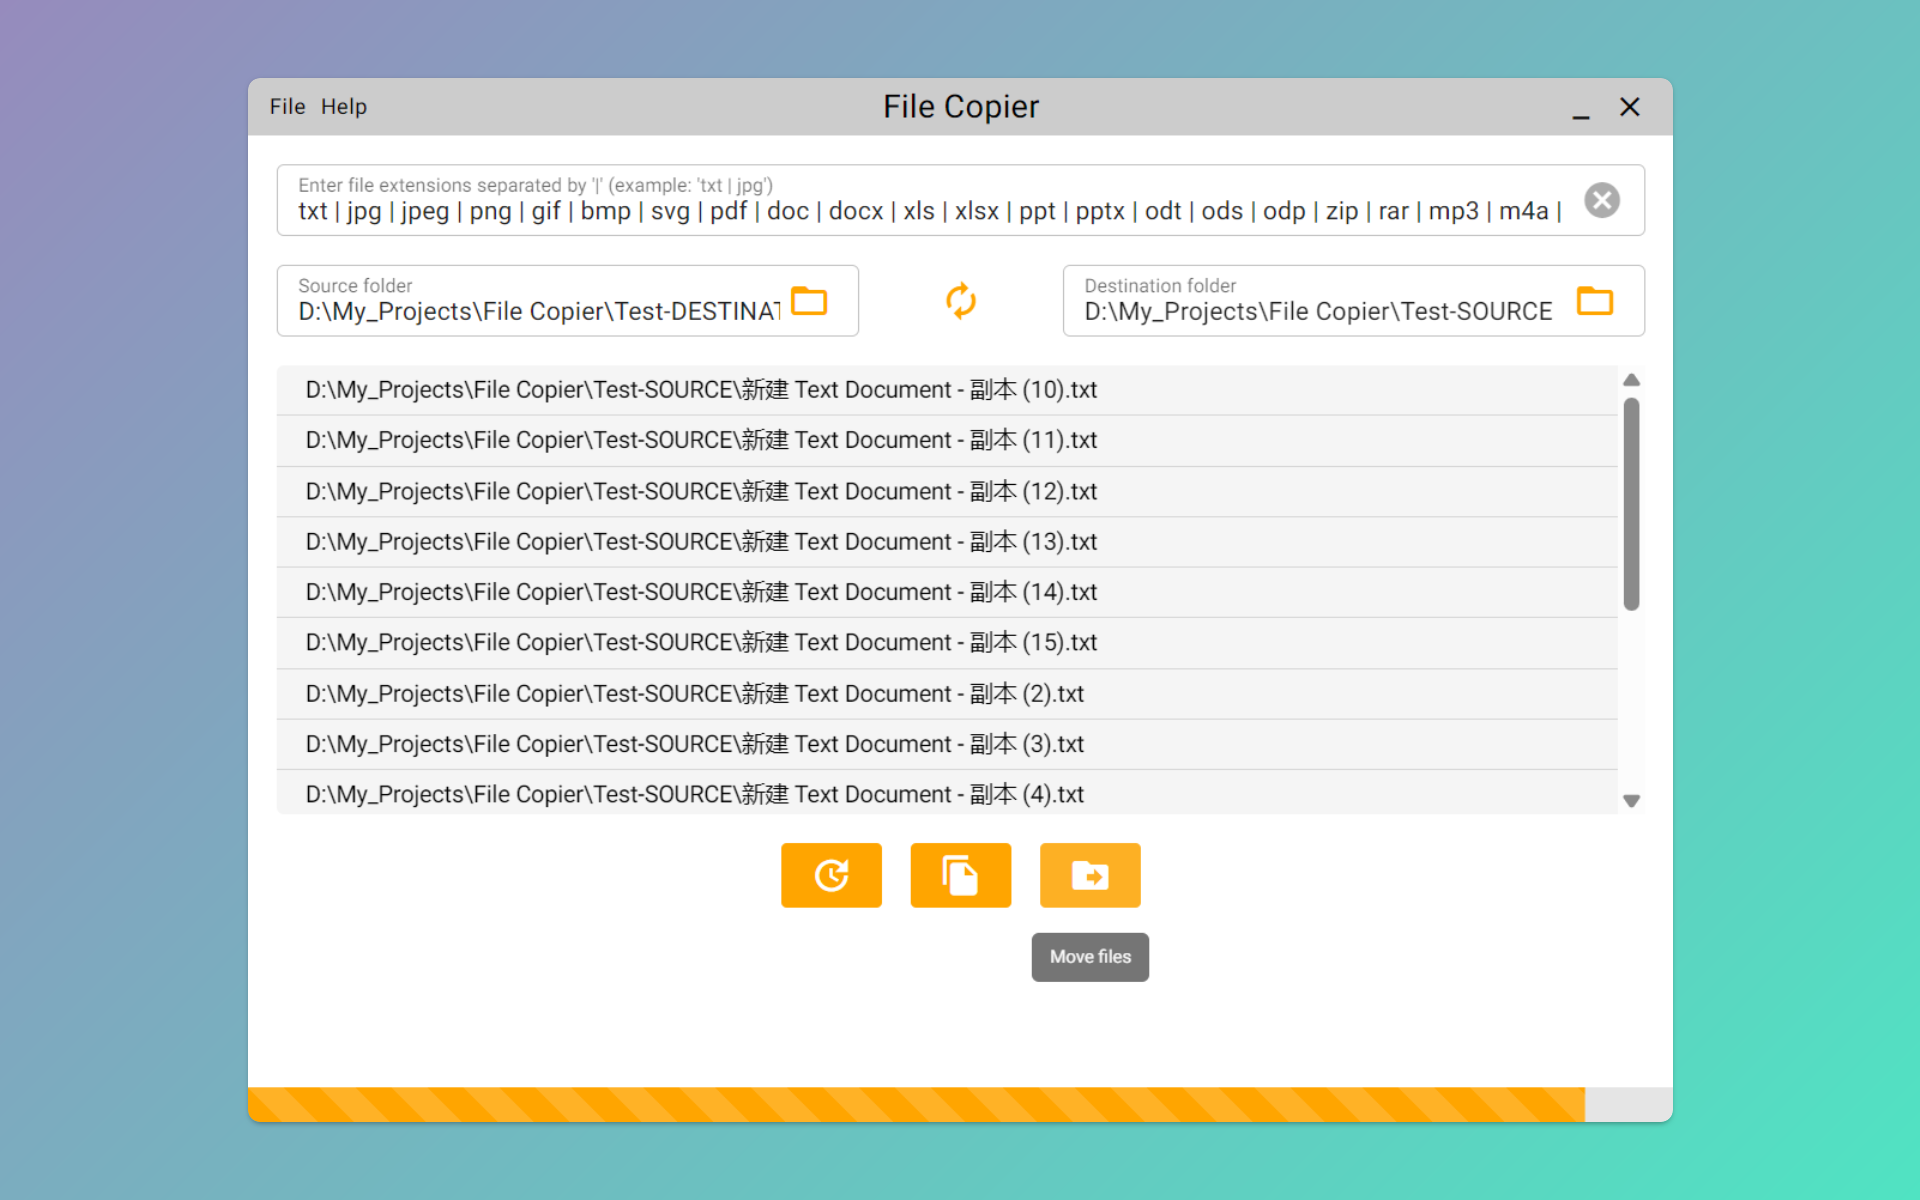 File Help File Copier
Enter file extensions separated by '|' (example: 'txt | jpg')
txt | jpg | jpeg | png | gif | bmp | svg | pdf | doc | docx | xls | xlsx | ppt | pptx | odt | ods | odp | zip | rar | mp3 | m4a |
Source folder
D:\My_Projects\File Copier\Test-DESTINAT
Destination folder
D:\My_Projects\File Copier\Test-SOURCE
D:\My_Projects\File Copier\Test-SOURCE\新建 Text Document - 副本 (10).txt
D:\My_Projects\File Copier\Test-SOURCE\新建 Text Document - 副本 (11).txt
D:\My_Projects\File Copier\Test-SOURCE\新建 Text Document - 副本 (12).txt
D:\My_Projects\File Copier\Test-SOURCE\新建 Text Document - 副本 (13).txt
D:\My_Projects\File Copier\Test-SOURCE\新建 Text Document - 副本 (14).txt
D:\My_Projects\File Copier\Test-SOURCE\新建 Text Document - 副本 (15).txt
D:\My_Projects\File Copier\Test-SOURCE\新建 Text Document - 副本 (2).txt
D:\My_Projects\File Copier\Test-SOURCE\新建 Text Document - 副本 (3).txt
D:\My_Projects\File Copier\Test-SOURCE\新建 Text Document - 副本 (4).txt
Move files